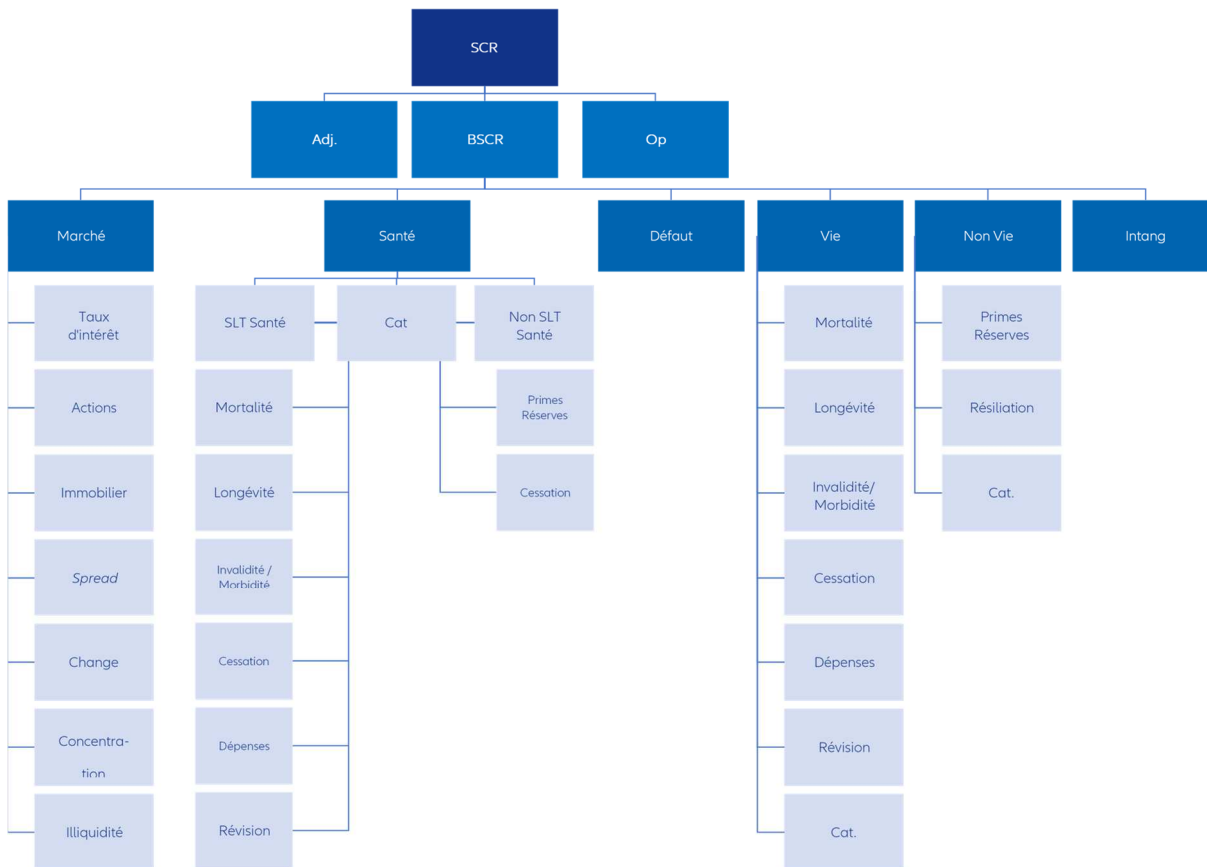 SCR
Adj.
BSCR
Op
Marché
Santé
Défaut
Vie
Non Vie
Intang
Taux
d'intérêt
SLT Santé
Cat
Non SLT
Santé
Mortalité
Primes
Réserves
Actions
Mortalité
Primes
Réserves
Longévité
Résiliation
Immobilier
Longévité
Cessation
Invalidité/
Morbidité
Cat.
Spread
Invalidité /
Morbidité
Cessation
Change
Cessation
Dépenses
Concentra-
tion
Dépenses
Révision
Illiquidité
Révision
Cat.